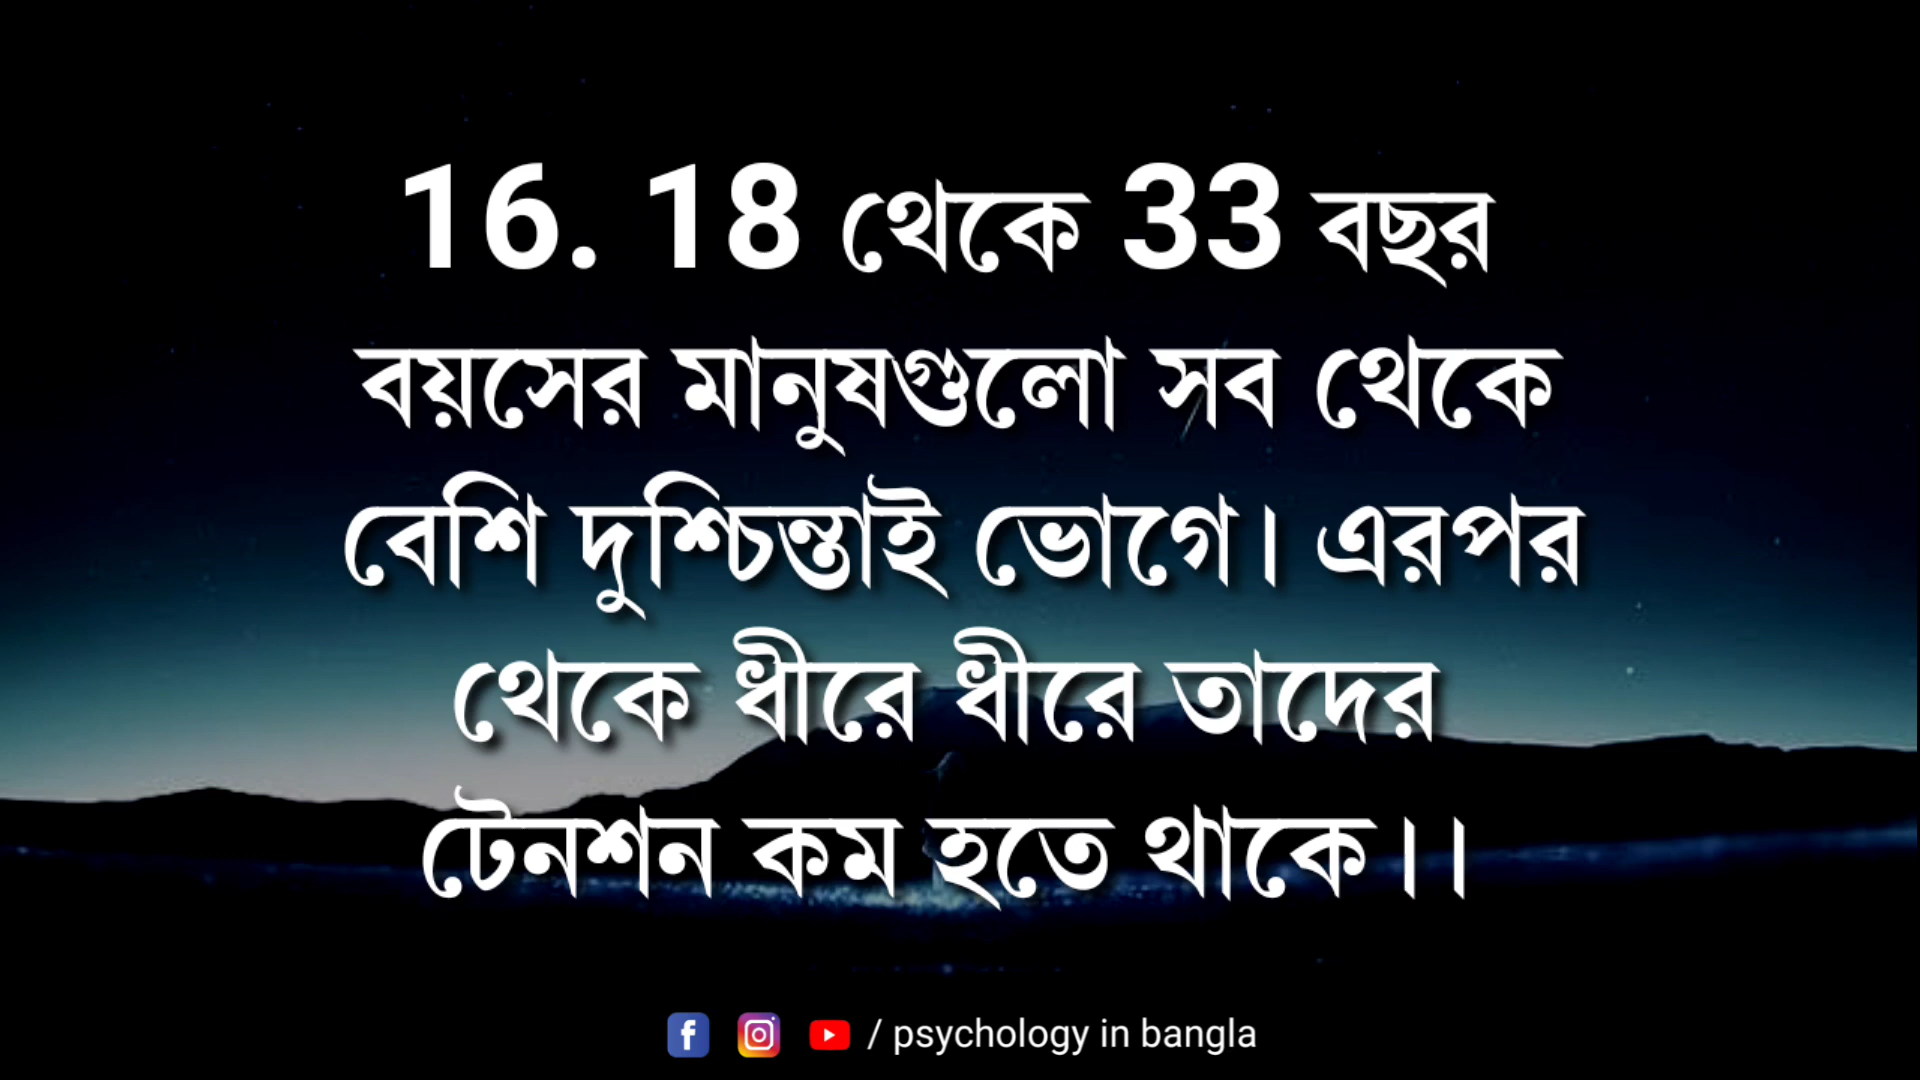 16. 18 থেকে 33 বছর
বয়সের মানুষগুলো সব থেকে
বেশি দুশ্চিন্তাই ভোগে। এরপর
থেকে ধীরে ধীরে তাদের
টেনশন কম হতে থাকে।।
/ psychology in bangla